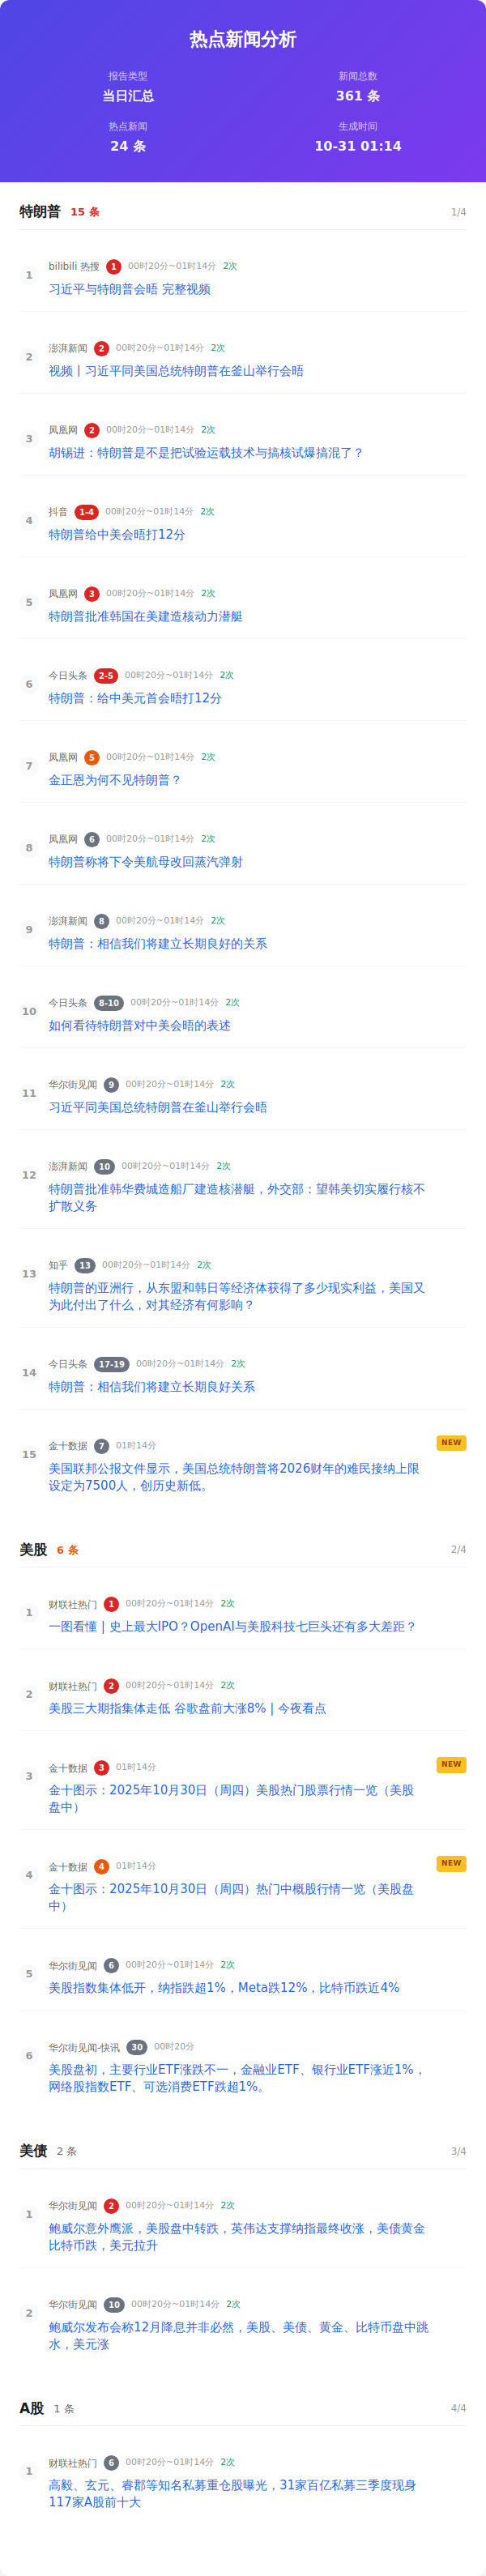 热点新闻分析
报告类型
新闻总数
当日汇总
361 条
热点新闻
生成时间
24 条
10-31 01:14
特朗普 15 条 1/4
1 bilibili 热搜 1 00时20分~01时14分 2次
习近平与特朗普会晤 完整视频
2 澎湃新闻 2 00时20分~01时14分 2次
视频丨习近平同美国总统特朗普在釜山举行会晤
3 凤凰网 2 00时20分~01时14分 2次
胡锡进：特朗普是不是把试验运载技术与搞核试爆搞混了？
4 抖音 1-4 00时20分~01时14分 2次
特朗普给中美会晤打12分
5 凤凰网 3 00时20分~01时14分 2次
特朗普批准韩国在美建造核动力潜艇
6 今日头条 2-5 00时20分~01时14分 2次
特朗普：给中美元首会晤打12分
7 凤凰网 5 00时20分~01时14分 2次
金正恩为何不见特朗普？
8 凤凰网 6 00时20分~01时14分 2次
特朗普称将下令美航母改回蒸汽弹射
9 澎湃新闻 8 00时20分~01时14分 2次
特朗普：相信我们将建立长期良好的关系
10 今日头条 8-10 00时20分~01时14分 2次
如何看待特朗普对中美会晤的表述
11 华尔街见闻 9 00时20分~01时14分 2次
习近平同美国总统特朗普在釜山举行会晤
12 澎湃新闻 10 00时20分~01时14分 2次
特朗普批准韩华费城造船厂建造核潜艇，外交部：望韩美切实履行核不
扩散义务
13 知乎 13 00时20分~01时14分 2次
特朗普的亚洲行，从东盟和韩日等经济体获得了多少现实利益，美国又
为此付出了什么，对其经济有何影响？
14 今日头条 17-19 00时20分~01时14分 2次
特朗普：相信我们将建立长期良好关系
15 金十数据 7 01时14分 NEW
美国联邦公报文件显示，美国总统特朗普将2026财年的难民接纳上限
设定为7500人，创历史新低。
美股 6 条 2/4
1 财联社热门 1 00时20分~01时14分 2次
一图看懂 | 史上最大IPO？OpenAI与美股科技七巨头还有多大差距？
2 财联社热门 2 00时20分~01时14分 2次
美股三大期指集体走低 谷歌盘前大涨8% | 今夜看点
3 金十数据 3 01时14分 NEW
金十图示：2025年10月30日（周四）美股热门股票行情一览（美股
盘中）
4 金十数据 4 01时14分 NEW
金十图示：2025年10月30日（周四）热门中概股行情一览（美股盘
中）
5 华尔街见闻 6 00时20分~01时14分 2次
美股指数集体低开，纳指跌超1%，Meta跌12%，比特币跌近4%
6 华尔街见闻-快讯 30 00时20分
美股盘初，主要行业ETF涨跌不一，金融业ETF、银行业ETF涨近1%，
网络股指数ETF、可选消费ETF跌超1%。
美债 2 条 3/4
1 华尔街见闻 2 00时20分~01时14分 2次
鲍威尔意外鹰派，美股盘中转跌，英伟达支撑纳指最终收涨，美债黄金
比特币跌，美元拉升
2 华尔街见闻 10 00时20分~01时14分 2次
鲍威尔发布会称12月降息并非必然，美股、美债、黄金、比特币盘中跳
水，美元涨
A股 1 条 4/4
1 财联社热门 6 00时20分~01时14分 2次
高毅、玄元、睿郡等知名私募重仓股曝光，31家百亿私募三季度现身
117家A股前十大